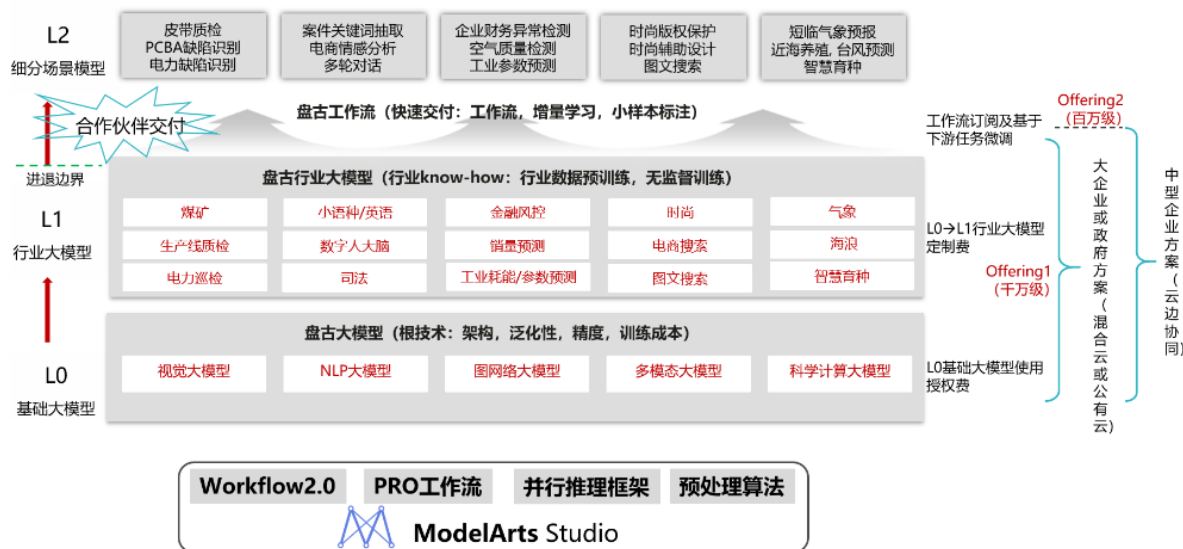 L2
细分场景模型
皮带质检
PCBA缺陷识别
电力缺陷识别
案件关键词抽取
电商情感分析
多轮对话
企业财务异常检测
空气质量检测
工业参数预测
时尚版权保护
时尚辅助设计
图文搜索
短临气象预报
近海养殖, 台风预测
智慧育种
合作伙伴交付
盘古工作流（快速交付：工作流，增量学习，小样本标注）
进退边界
L1
行业大模型
盘古行业大模型（行业know-how：行业数据预训练，无监督训练）
煤矿
小语种/英语
金融风控
时尚
气象
生产线质检
数字人大脑
销量预测
电商搜索
海浪
电力巡检
司法
工业耗能/参数预测
图文搜索
智慧育种
L0
基础大模型
盘古大模型（根技术：架构，泛化性，精度，训练成本）
视觉大模型
NLP大模型
图网络大模型
多模态大模型
科学计算大模型
Offering2
（百万级）
工作流订阅及基于
下游任务微调
L0→L1行业大模型
定制费
Offering1
（千万级）
L0基础大模型使用
授权费
大企业或政府方案（混合云或公有云）
中型企业方案（云边协同）
Workflow2.0
PRO工作流
并行推理框架
预处理算法
ModelArts Studio